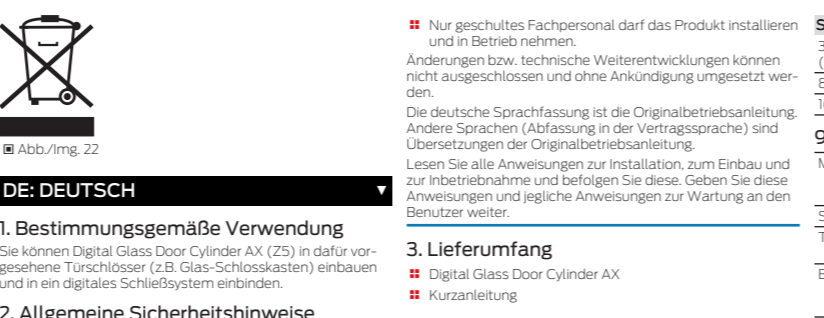 Abb./Img. 22
DE: DEUTSCH
1. Bestimmungsgemäße Verwendung
Sie können Digital Glass Door Cylinder AX (Z5) in dafür vor-
gesehene Türschlösser (z.B. Glas-Schlosskasten) einbauen
und in ein digitales Schließsystem einbinden.
2. Allgemeine Sicherheitshinweise
Nur geschultes Fachpersonal darf das Produkt installieren
und in Betrieb nehmen.
Änderungen bzw. technische Weiterentwicklungen können
nicht ausgeschlossen und ohne Ankündigung umgesetzt wer-
den.
Die deutsche Sprachfassung ist die Originalbetriebsanleitung.
Andere Sprachen (Abfassung in der Vertragssprache) sind
Übersetzungen der Originalbetriebsanleitung.
Lesen Sie alle Anweisungen zur Installation, zum Einbau und
zur Inbetriebnahme und befolgen Sie diese. Geben Sie diese
Anweisungen und jegliche Anweisungen zur Wartung an den
Benutzer weiter.
3. Lieferumfang
Digital Glass Door Cylinder AX
Kurzanleitung